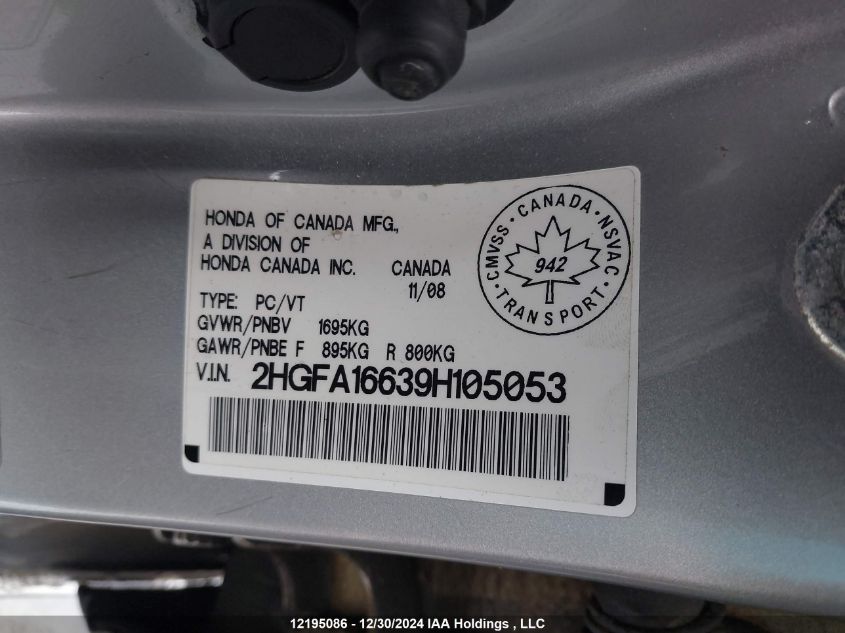 HONDA OF CANADA MFG.,
A DIVISION OF
HONDA CANADA INC. CANADA
11/08
TYPE: PC/VT
GVWR/PNBV 1695KG
GAWR/PNBE F 895KG R 800KG
V.I.N. 2HGFA16639H105053
CMVSS · CANADA · NSVAC
942
· TRANSPORT ·
12195086 - 12/30/2024 IAA Holdings , LLC